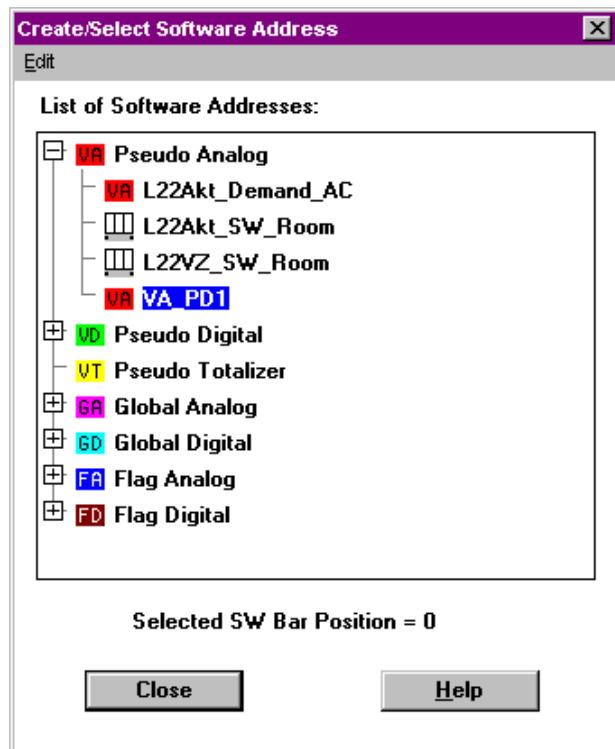 Create/Select Software Address
Edit
List of Software Addresses:
VA Pseudo Analog
VA L22Akt_Demand_AC
L22Akt_SW_Room
L22VZ_SW_Room
VA VA_PD1
VD Pseudo Digital
VT Pseudo Totalizer
GA Global Analog
GD Global Digital
FA Flag Analog
FD Flag Digital
Selected SW Bar Position = 0
Close Help